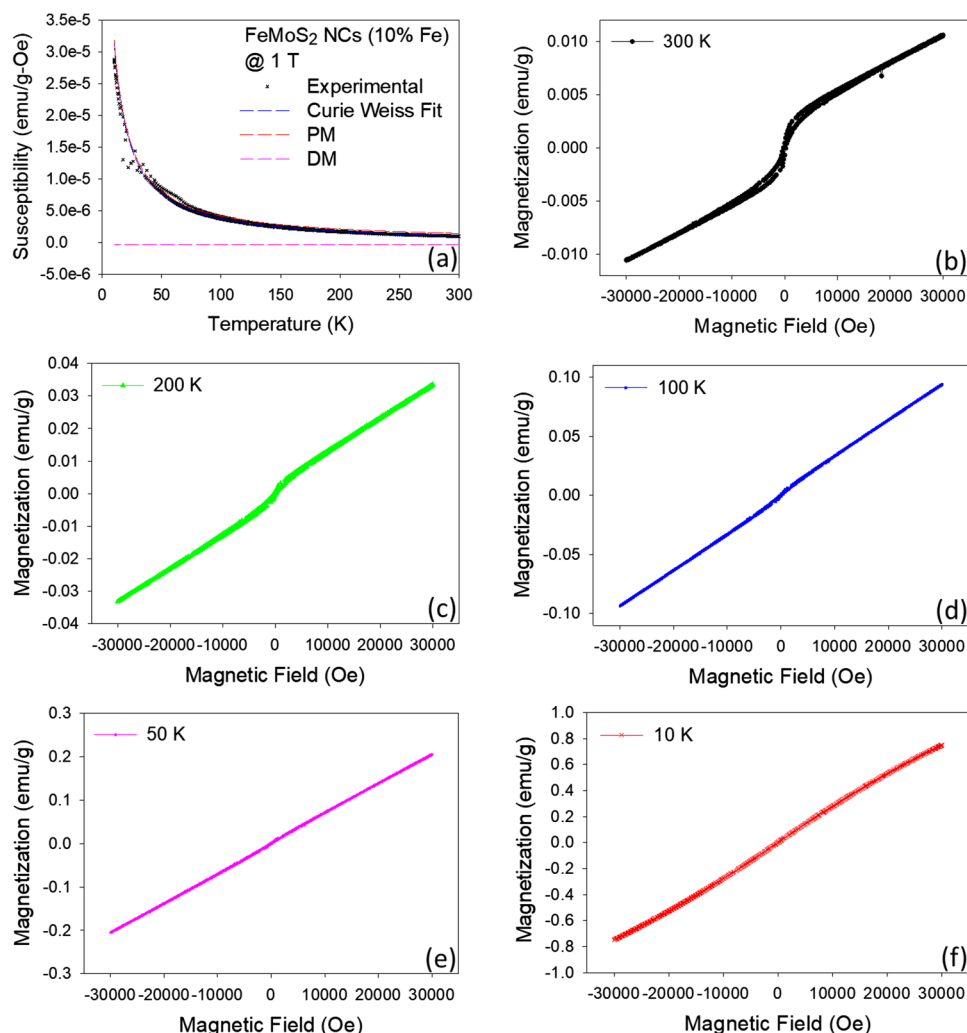 FeMoS2 NCs (10% Fe)
@ 1 T
Experimental
Curie Weiss Fit
PM
DM
Susceptibility (emu/g-Oe)
3.5e-5
3.0e-5
2.5e-5
2.0e-5
1.5e-5
1.0e-5
5.0e-6
0.0
-5.0e-6
0 50 100 150 200 250 300
Temperature (K)
(a)
300 K
Magnetization (emu/g)
0.010
0.005
0.000
-0.005
-0.010
-30000 -20000 -10000 0 10000 20000 30000
Magnetic Field (Oe)
(b)
200 K
Magnetization (emu/g)
0.04
0.03
0.02
0.01
0.00
-0.01
-0.02
-0.03
-0.04
-30000 -20000 -10000 0 10000 20000 30000
Magnetic Field (Oe)
(c)
100 K
Magnetization (emu/g)
0.10
0.05
0.00
-0.05
-0.10
-30000 -20000 -10000 0 10000 20000 30000
Magnetic Field (Oe)
(d)
50 K
Magnetization (emu/g)
0.3
0.2
0.1
0.0
-0.1
-0.2
-0.3
-30000 -20000 -10000 0 10000 20000 30000
Magnetic Field (Oe)
(e)
10 K
Magnetization (emu/g)
1.0
0.8
0.6
0.4
0.2
0.0
-0.2
-0.4
-0.6
-0.8
-1.0
-30000 -20000 -10000 0 10000 20000 30000
Magnetic Field (Oe)
(f)